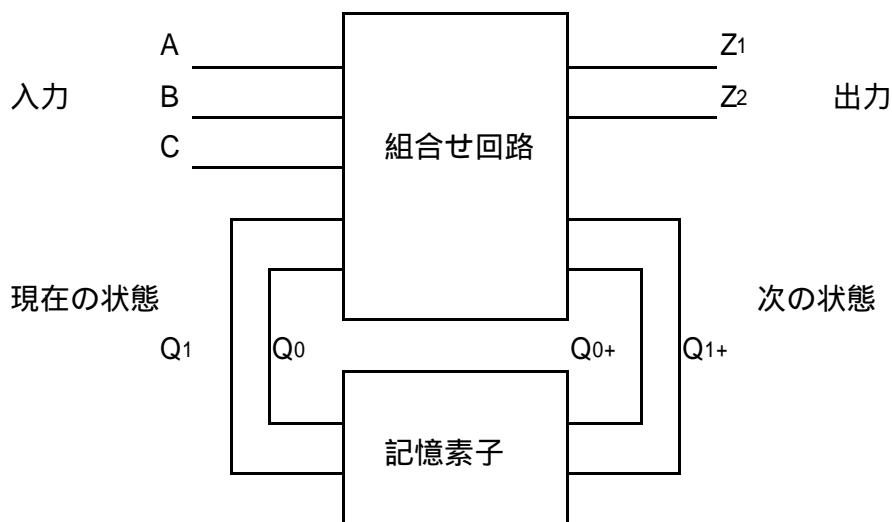 A Z1
入力 B Z2 出力
C 組合せ回路
現在の状態 次の状態
Q1 Q0 Q0+ Q1+
記憶素子